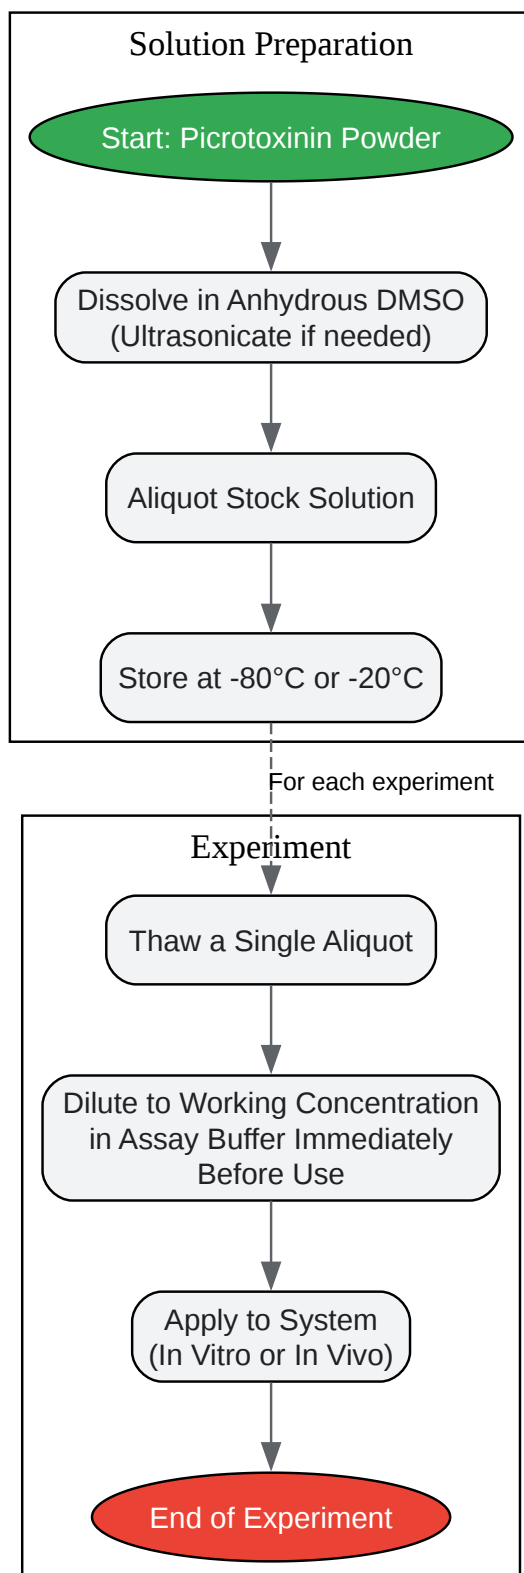 Solution Preparation
Start: Picrotoxinin Powder
Dissolve in Anhydrous DMSO
(Ultrasonicate if needed)
Aliquot Stock Solution
Store at -80°C or -20°C
For each experiment
Experiment
Thaw a Single Aliquot
Dilute to Working Concentration
in Assay Buffer Immediately
Before Use
Apply to System
(In Vitro or In Vivo)
End of Experiment